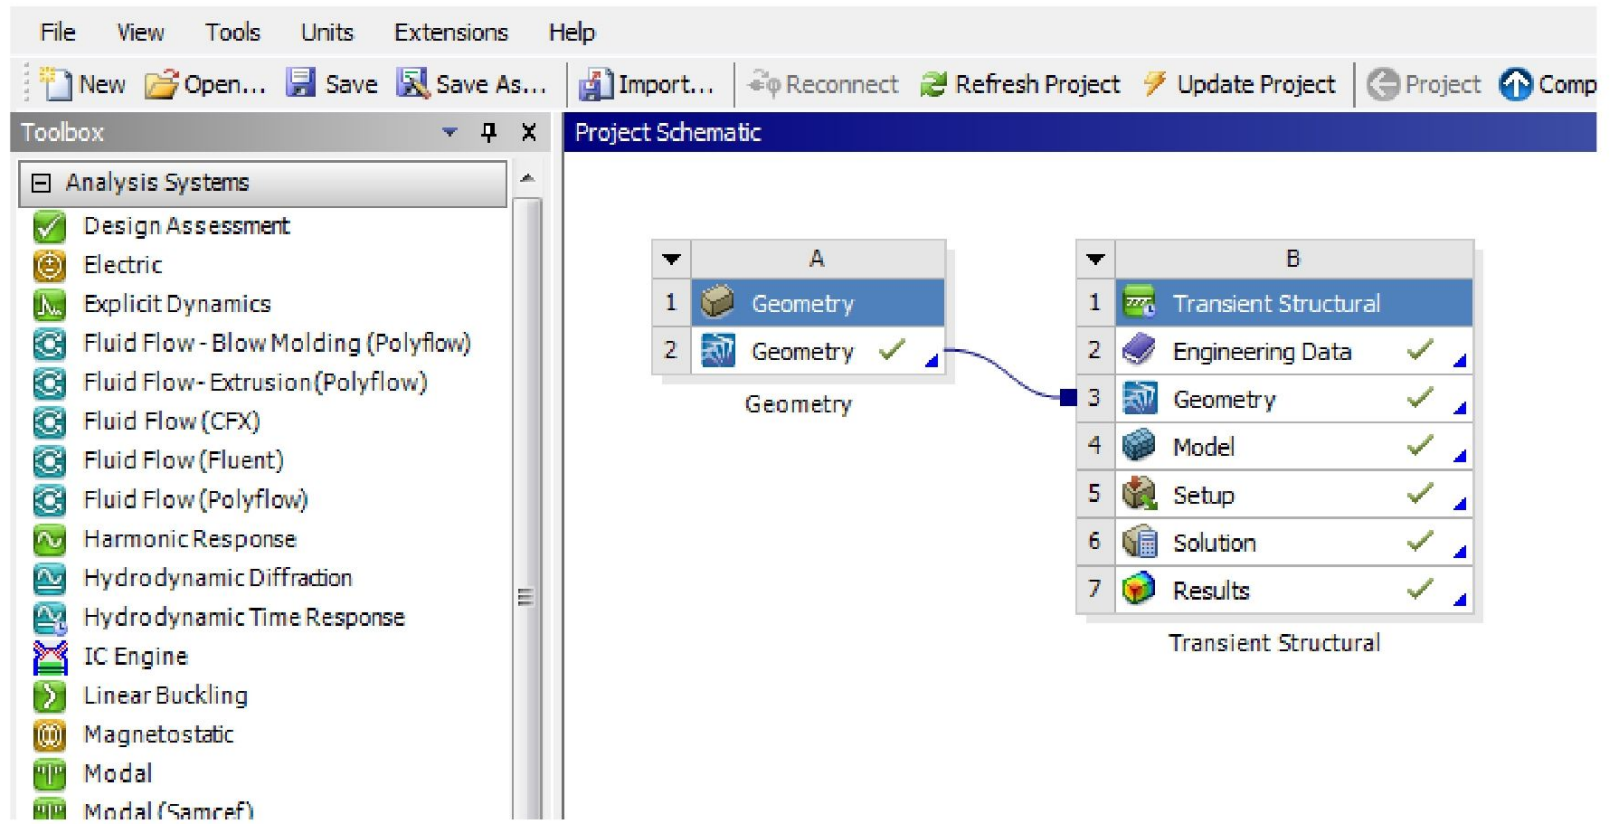 File View Tools Units Extensions Help
New Open... Save Save As... Import... Reconnect Refresh Project Update Project Project Comp
Toolbox
Analysis Systems
Design Assessment
Electric
Explicit Dynamics
Fluid Flow - Blow Molding (Polyflow)
Fluid Flow- Extrusion (Polyflow)
Fluid Flow (CFX)
Fluid Flow (Fluent)
Fluid Flow (Polyflow)
Harmonic Response
Hydrodynamic Diffraction
Hydrodynamic Time Response
IC Engine
Linear Buckling
Magnetostatic
Modal
Modal (Samcef)
Project Schematic
A
1 Geometry
2 Geometry
Geometry
B
1 Transient Structural
2 Engineering Data
3 Geometry
4 Model
5 Setup
6 Solution
7 Results
Transient Structural